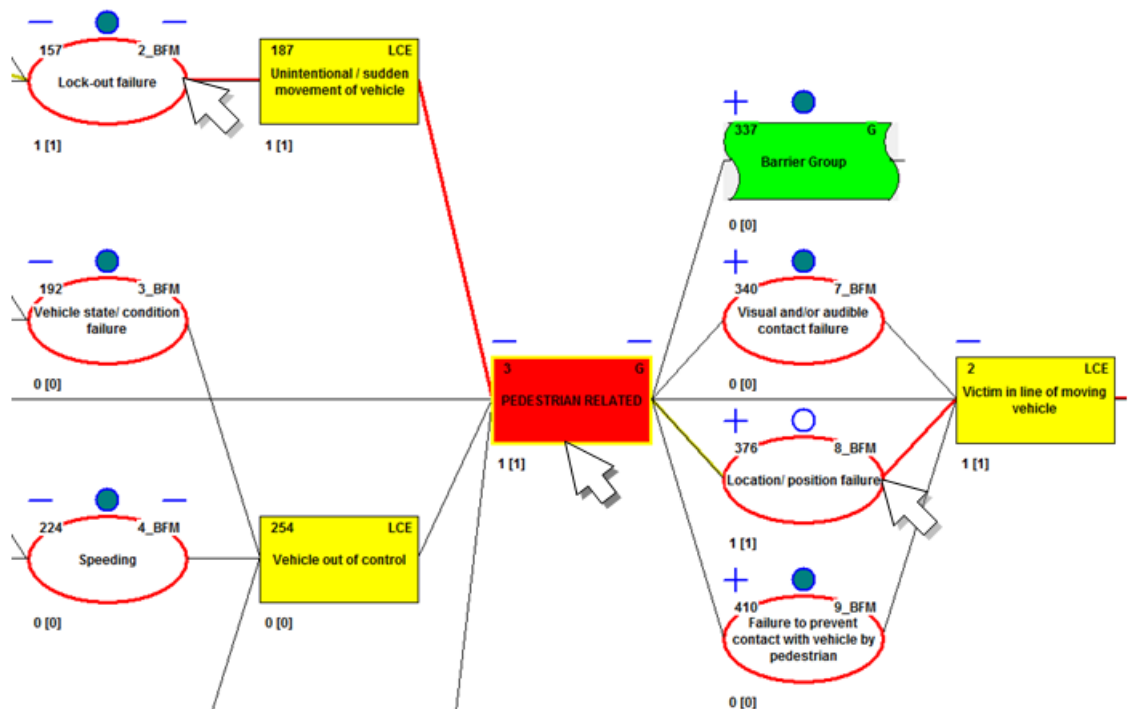 157 2_BFM
Lock-out failure
1 [1]
187 LCE
Unintentional / sudden
movement of vehicle
1 [1]
337 G
Barrier Group
0 [0]
192 3_BFM
Vehicle state/ condition
failure
0 [0]
340 7_BFM
Visual and/or audible
contact failure
0 [0]
3 G
PEDESTRIAN RELATED
1 [1]
2 LCE
Victim in line of moving
vehicle
1 [1]
376 8_BFM
Location/ position failure
1 [1]
224 4_BFM
Speeding
0 [0]
254 LCE
Vehicle out of control
0 [0]
410 9_BFM
Failure to prevent
contact with vehicle by
pedestrian
0 [0]